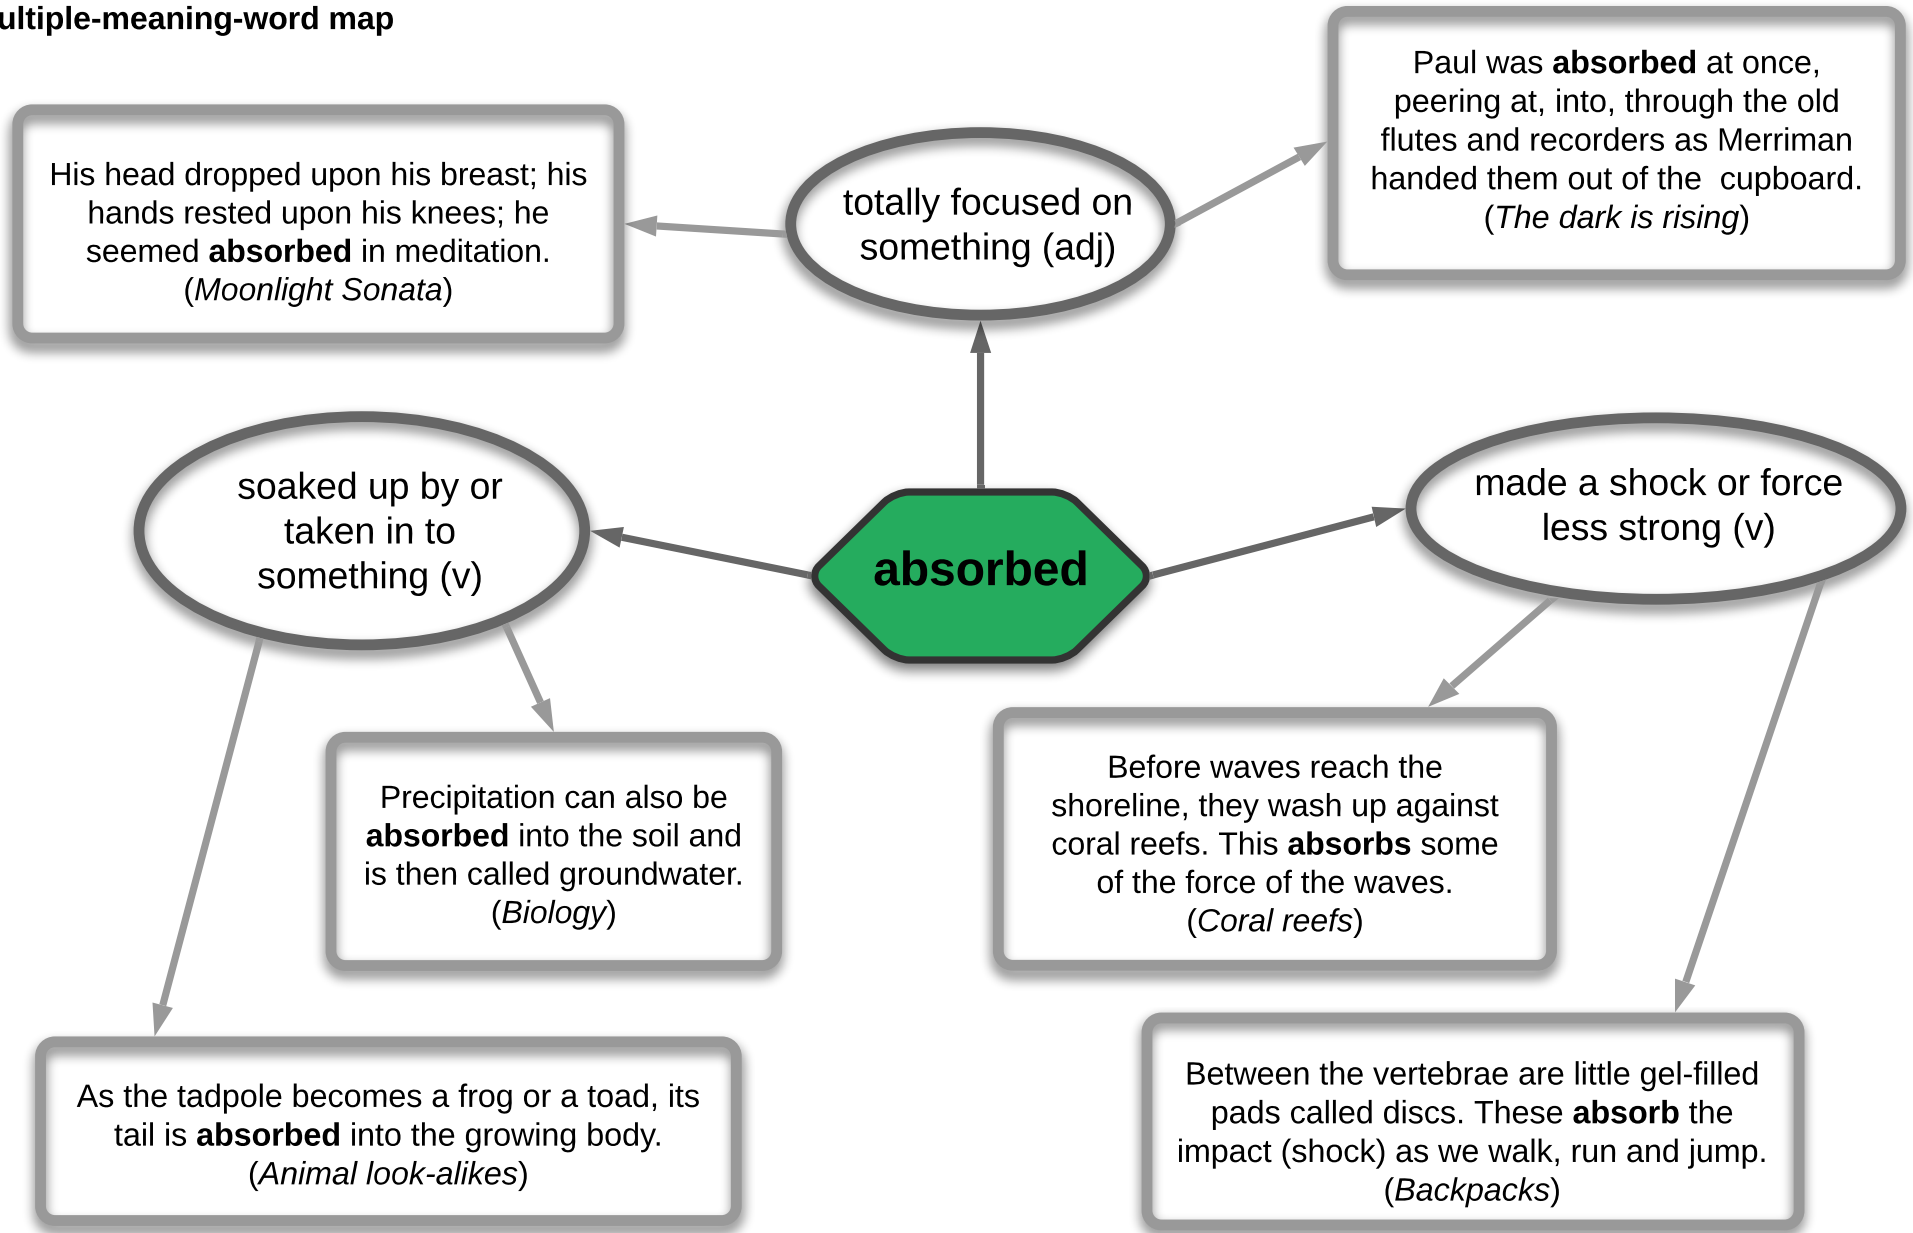 ultiple-meaning-word map
Paul was absorbed at once,
peering at, into, through the old
flutes and recorders as Merriman
handed them out of the cupboard.
(The dark is rising)
His head dropped upon his breast; his
hands rested upon his knees; he
seemed absorbed in meditation.
(Moonlight Sonata)
totally focused on
something (adj)
soaked up by or
taken in to
something (v)
absorbed
made a shock or force
less strong (v)
Precipitation can also be
absorbed into the soil and
is then called groundwater.
(Biology)
Before waves reach the
shoreline, they wash up against
coral reefs. This absorbs some
of the force of the waves.
(Coral reefs)
As the tadpole becomes a frog or a toad, its
tail is absorbed into the growing body.
(Animal look-alikes)
Between the vertebrae are little gel-filled
pads called discs. These absorb the
impact (shock) as we walk, run and jump.
(Backpacks)